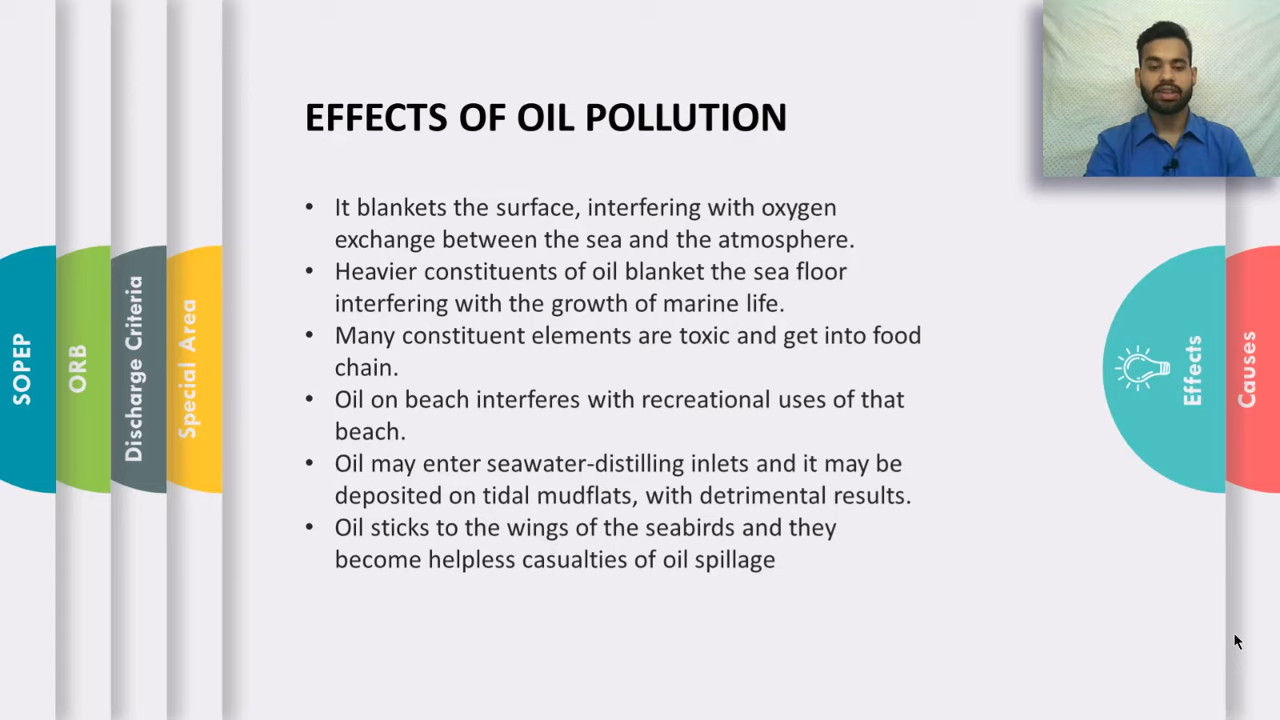 EFFECTS OF OIL POLLUTION
• It blankets the surface, interfering with oxygen
exchange between the sea and the atmosphere.
• Heavier constituents of oil blanket the sea floor
interfering with the growth of marine life.
• Many constituent elements are toxic and get into food
chain.
• Oil on beach interferes with recreational uses of that
beach.
• Oil may enter seawater-distilling inlets and it may be
deposited on tidal mudflats, with detrimental results.
• Oil sticks to the wings of the seabirds and they
become helpless casualties of oil spillage
SOPEP
ORB
Discharge Criteria
Special Area
Effects
Causes